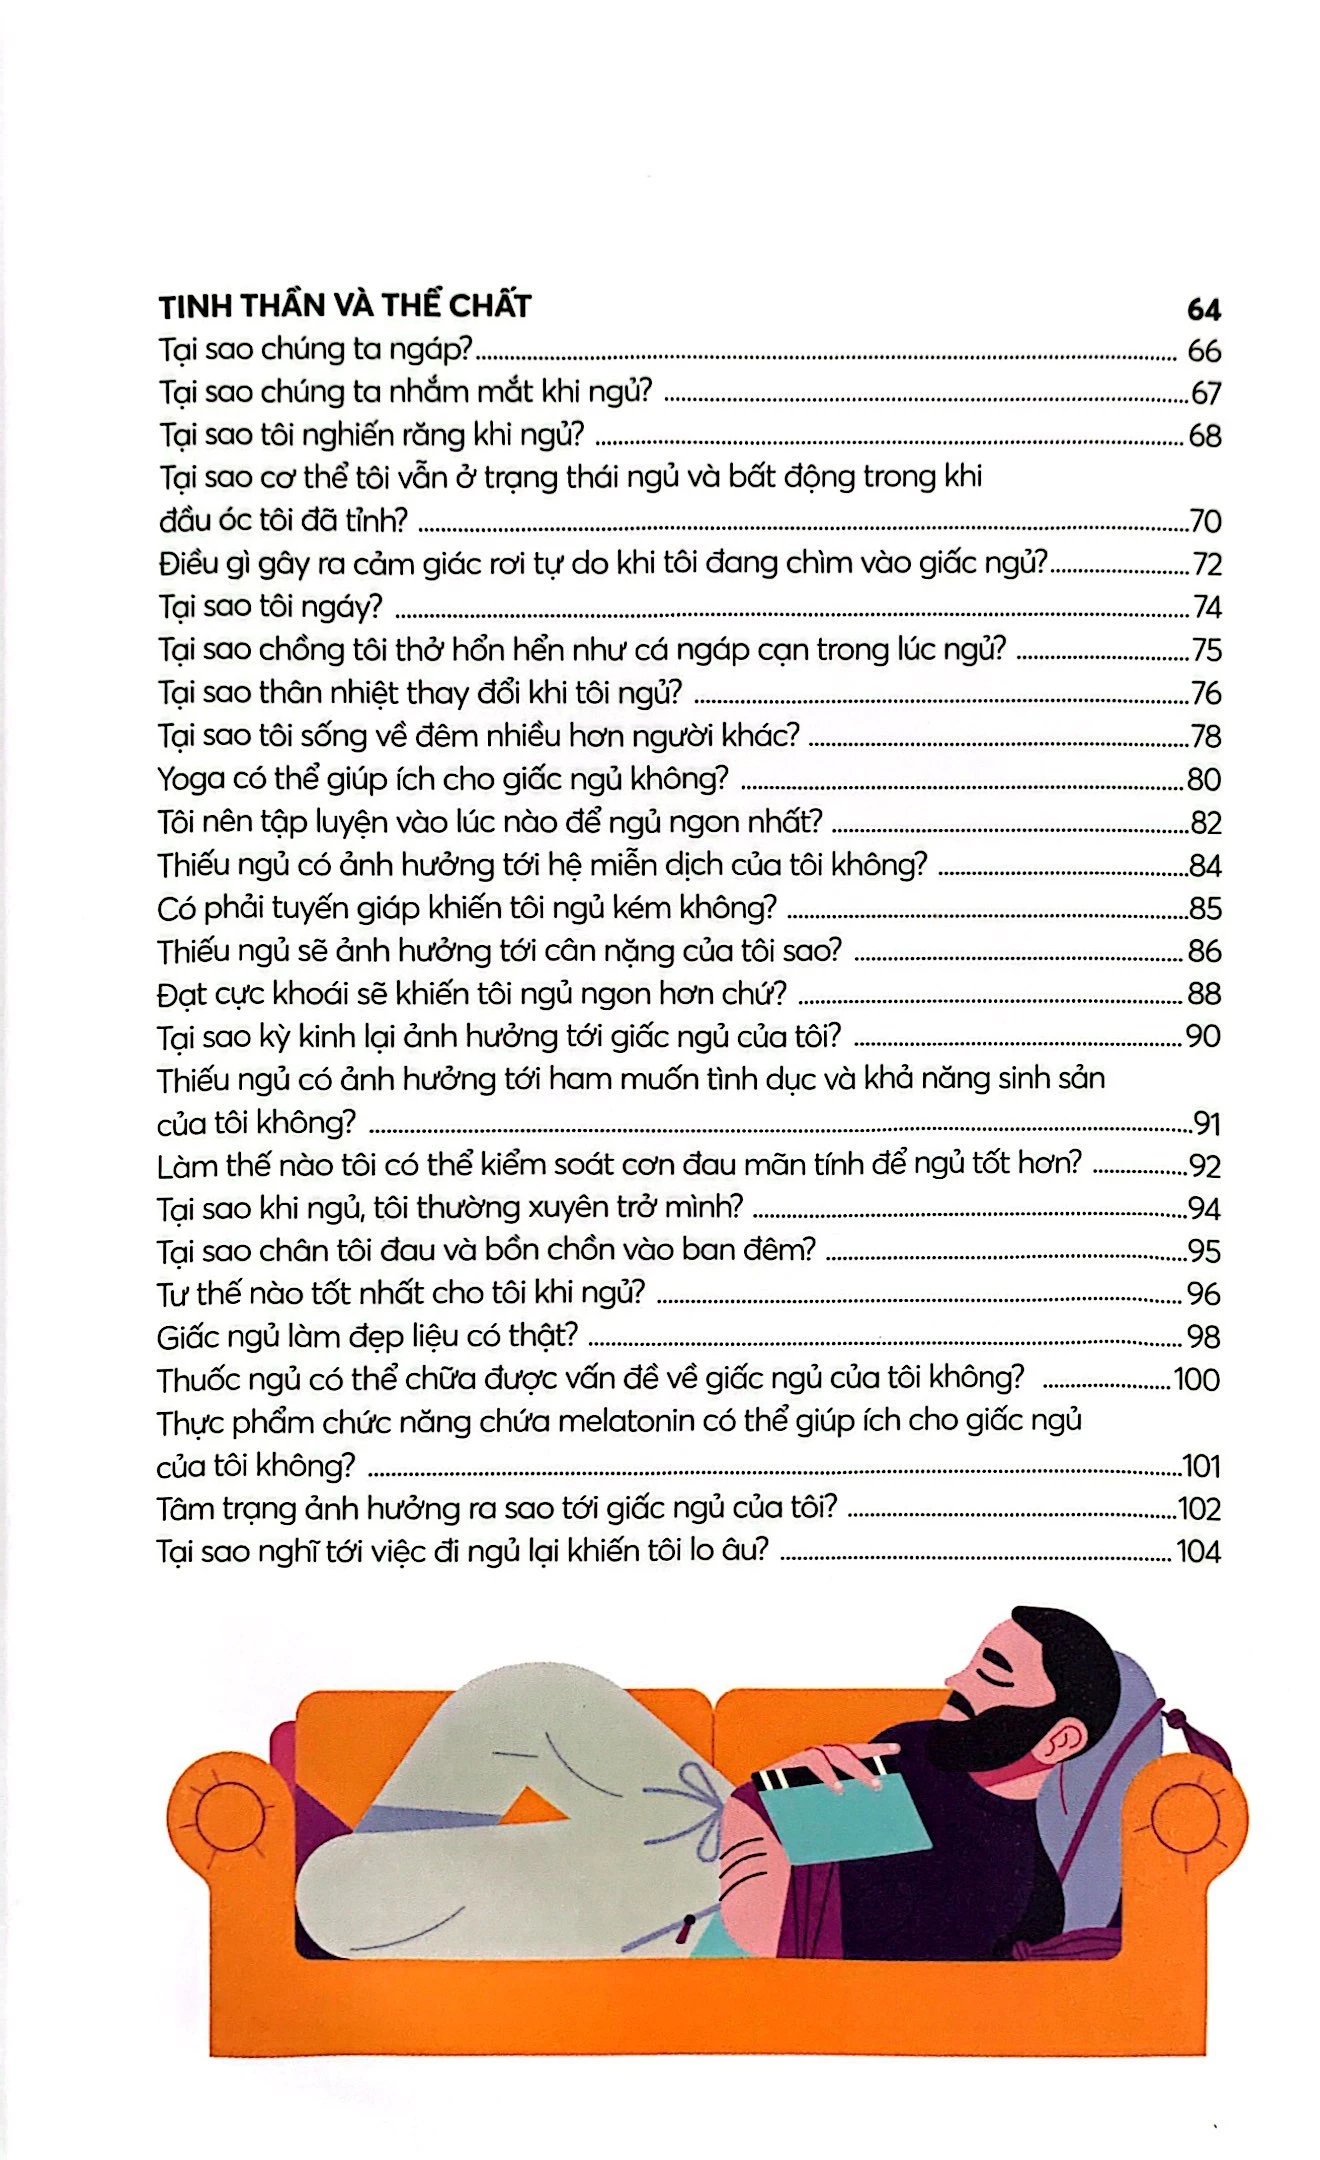 TINH THẦN VÀ THỂ CHẤT 64
Tại sao chúng ta ngáp? 66
Tại sao chúng ta nhắm mắt khi ngủ? 67
Tại sao tôi nghiến răng khi ngủ? 68
Tại sao cơ thể tôi vẫn ở trạng thái ngủ và bất động trong khi
đầu óc tôi đã tỉnh? 70
Điều gì gây ra cảm giác rơi tự do khi tôi đang chìm vào giấc ngủ? 72
Tại sao tôi ngáy? 74
Tại sao chồng tôi thở hổn hển như cá ngáp cạn trong lúc ngủ? 75
Tại sao thân nhiệt thay đổi khi tôi ngủ? 76
Tại sao tôi sống về đêm nhiều hơn người khác? 78
Yoga có thể giúp ích cho giấc ngủ không? 80
Tôi nên tập luyện vào lúc nào để ngủ ngon nhất? 82
Thiếu ngủ có ảnh hưởng tới hệ miễn dịch của tôi không? 84
Có phải tuyến giáp khiến tôi ngủ kém không? 85
Thiếu ngủ sẽ ảnh hưởng tới cân nặng của tôi sao? 86
Đạt cực khoái sẽ khiến tôi ngủ ngon hơn chứ? 88
Tại sao kỳ kinh lại ảnh hưởng tới giấc ngủ của tôi? 90
Thiếu ngủ có ảnh hưởng tới ham muốn tình dục và khả năng sinh sản
của tôi không? 91
Làm thế nào tôi có thể kiểm soát cơn đau mãn tính để ngủ tốt hơn? 92
Tại sao khi ngủ, tôi thường xuyên trở mình? 94
Tại sao chân tôi đau và bồn chồn vào ban đêm? 95
Tư thế nào tốt nhất cho tôi khi ngủ? 96
Giấc ngủ làm đẹp liệu có thật? 98
Thuốc ngủ có thể chữa được vấn đề về giấc ngủ của tôi không? 100
Thực phẩm chức năng chứa melatonin có thể giúp ích cho giấc ngủ
của tôi không? 101
Tâm trạng ảnh hưởng ra sao tới giấc ngủ của tôi? 102
Tại sao nghĩ tới việc đi ngủ lại khiến tôi lo âu? 104